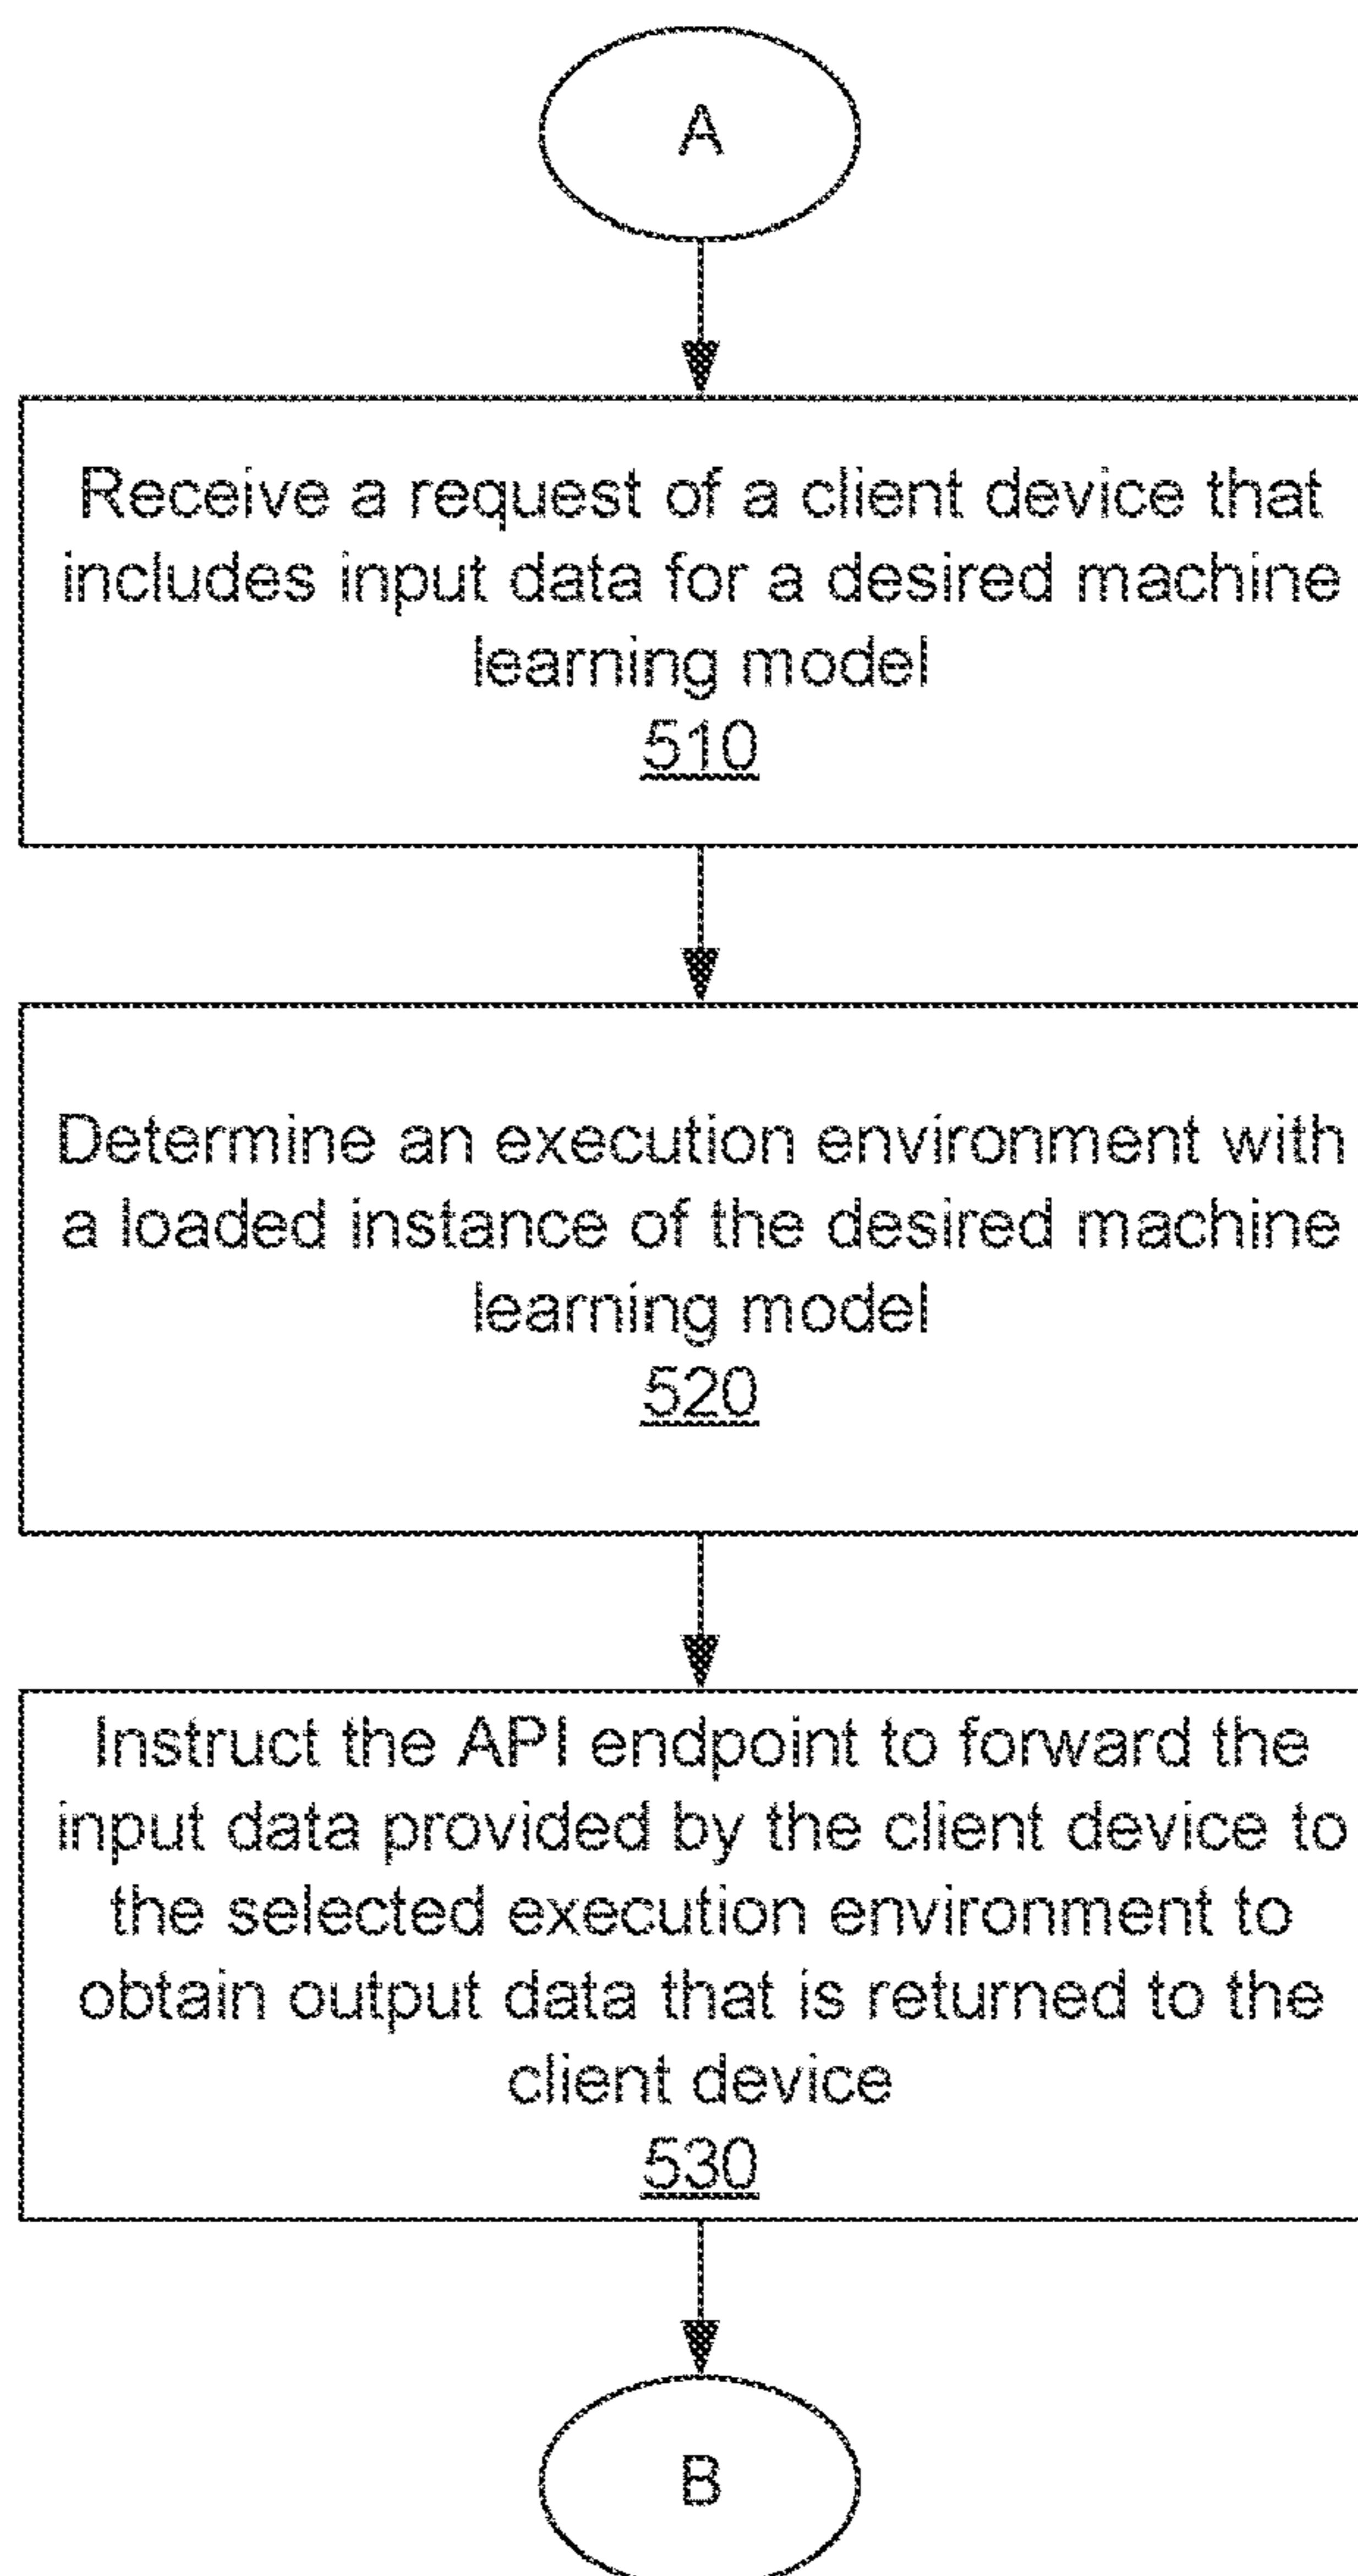 A
Receive a request of a client device that
includes input data for a desired machine
learning model
510
Determine an execution environment with
a loaded instance of the desired machine
learning model
520
Instruct the API endpoint to forward the
input data provided by the client device to
the selected execution environment to
obtain output data that is returned to the
client device
530
B